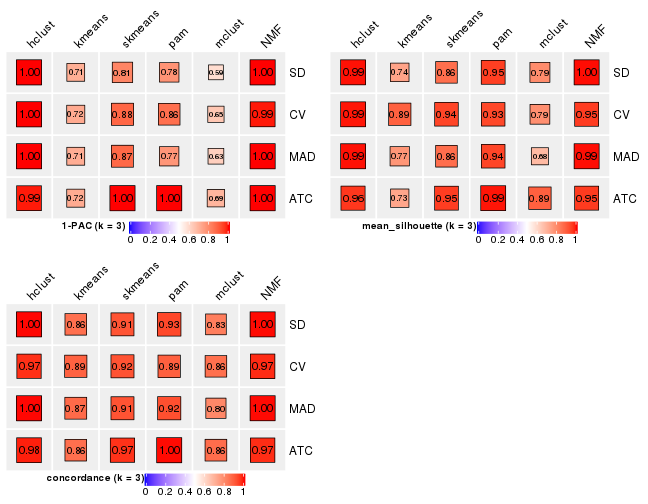 hclust kmeans skmeans pam mclust NMF
1.00 0.71 0.81 0.78 0.59 1.00 SD
1.00 0.72 0.88 0.86 0.65 0.99 CV
1.00 0.71 0.87 0.77 0.63 1.00 MAD
0.99 0.72 1.00 1.00 0.69 1.00 ATC
1-PAC (k = 3)
0 0.2 0.4 0.6 0.8 1
hclust kmeans skmeans pam mclust NMF
0.99 0.74 0.86 0.95 0.79 1.00 SD
0.99 0.89 0.94 0.93 0.79 0.95 CV
0.99 0.77 0.86 0.94 0.68 0.99 MAD
0.96 0.73 0.95 0.99 0.89 0.95 ATC
mean_silhouette (k = 3)
0 0.2 0.4 0.6 0.8 1
hclust kmeans skmeans pam mclust NMF
1.00 0.86 0.91 0.93 0.83 1.00 SD
0.97 0.89 0.92 0.89 0.86 0.97 CV
1.00 0.87 0.91 0.92 0.80 1.00 MAD
0.98 0.86 0.97 1.00 0.86 0.97 ATC
concordance (k = 3)
0 0.2 0.4 0.6 0.8 1